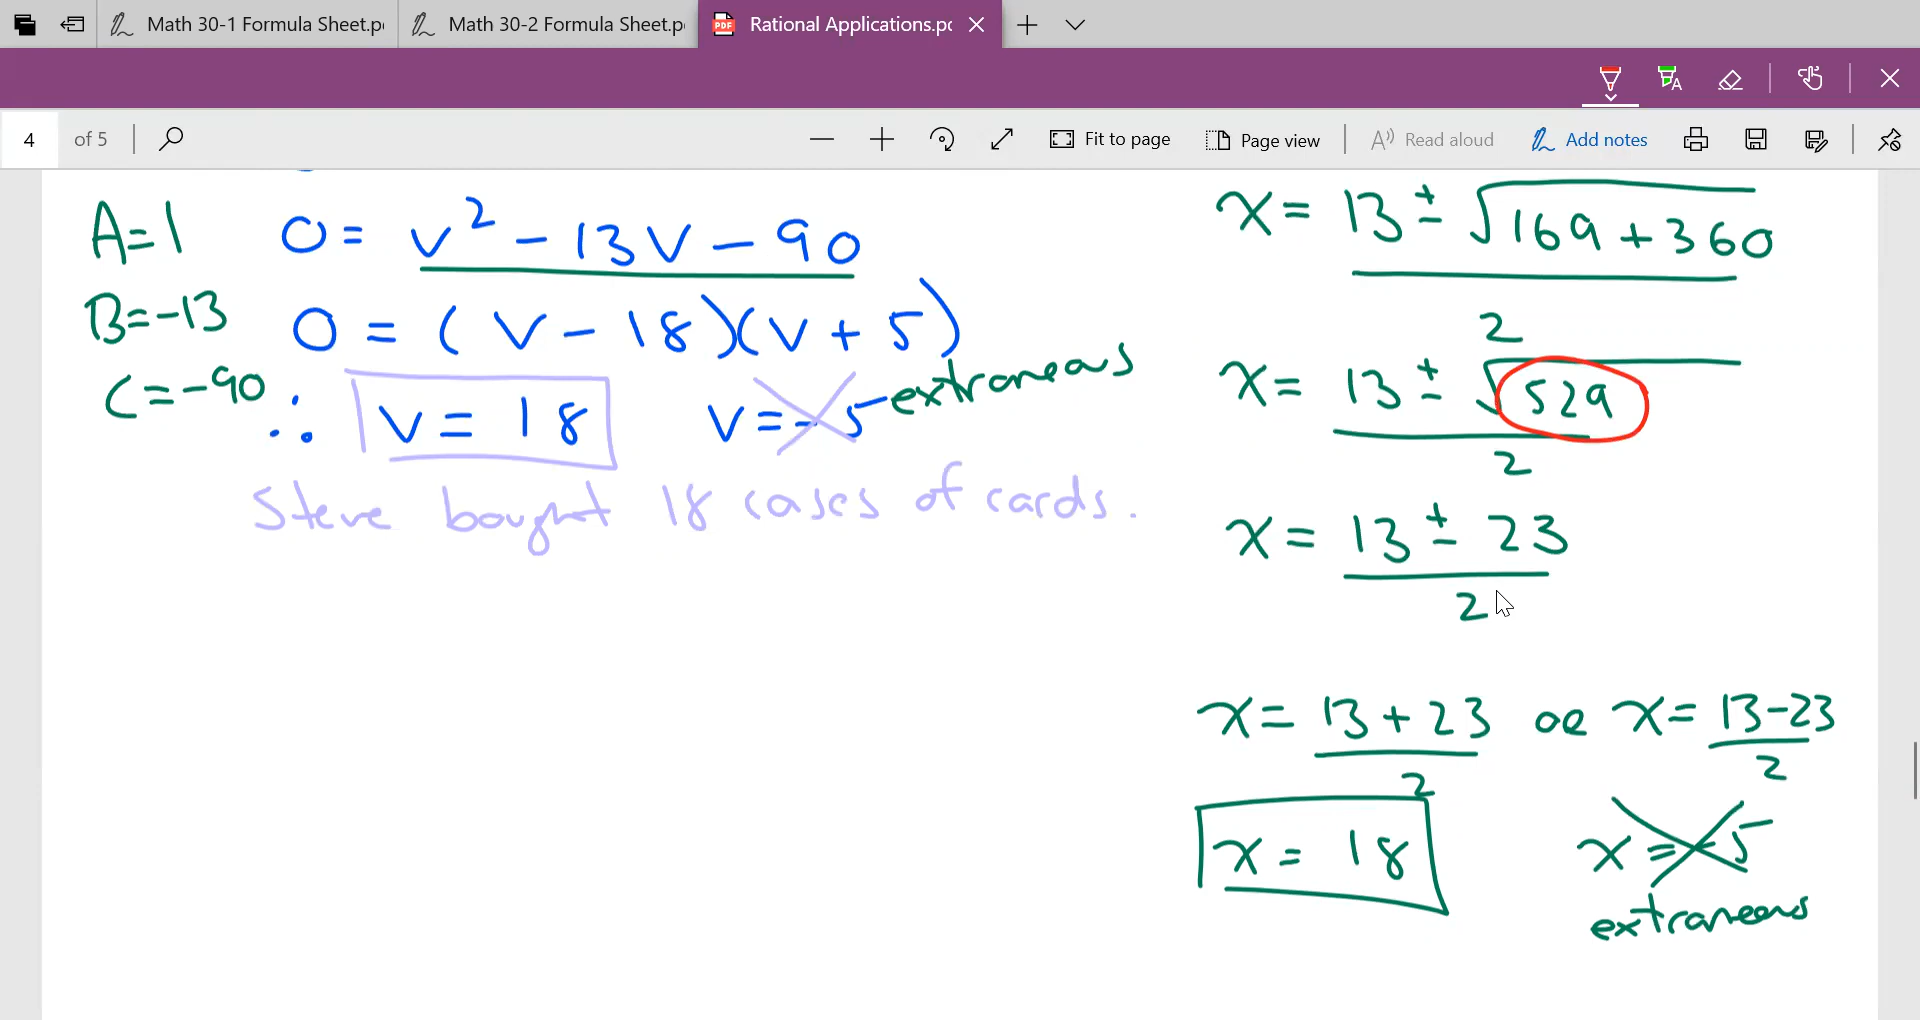 Math 30-1 Formula Sheet.p
Math 30-2 Formula Sheet.p
Rational Applications.pc
4 of 5
Fit to page
Page view
Read aloud
Add notes
A=1
B=-13
C=-90
0 = v² - 13v - 90
0 = (v - 18)(v + 5)
∴ v = 18 v = -5 extraneous
Steve bought 18 cases of cards.
x = 13 ± √169 + 360
2
x = 13 ± √529
2
x = 13 ± 23
2
x = 13 + 23 or x = 13 - 23
2 2
x = 18 x = -5
extraneous